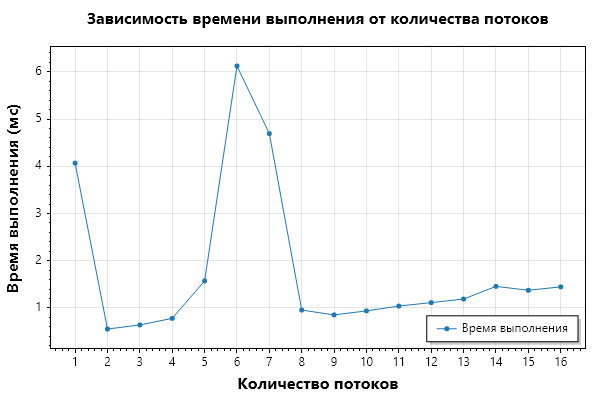 Зависимость времени выполнения от количества потоков
Время выполнения (мс)
6
5
4
3
2
1
Время выполнения
1 2 3 4 5 6 7 8 9 10 11 12 13 14 15 16
Количество потоков